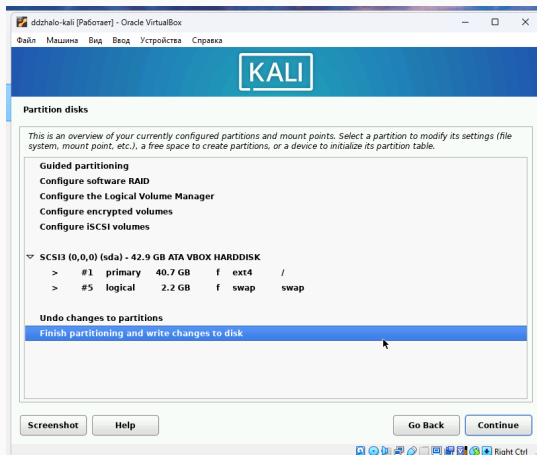 ddzhalo-kali [Работает] - Oracle VirtualBox
Файл Машина Вид Ввод Устройства Справка
KALI
Partition disks
This is an overview of your currently configured partitions and mount points. Select a partition to modify its settings (file
system, mount point, etc.), a free space to create partitions, or a device to initialize its partition table.
Guided partitioning
Configure software RAID
Configure the Logical Volume Manager
Configure encrypted volumes
Configure iSCSI volumes
SCSI3 (0,0,0) (sda) - 42.9 GB ATA VBOX HARDDISK
> #1 primary 40.7 GB f ext4 /
> #5 logical 2.2 GB f swap swap
Undo changes to partitions
Finish partitioning and write changes to disk
Screenshot Help Go Back Continue
Right Ctrl